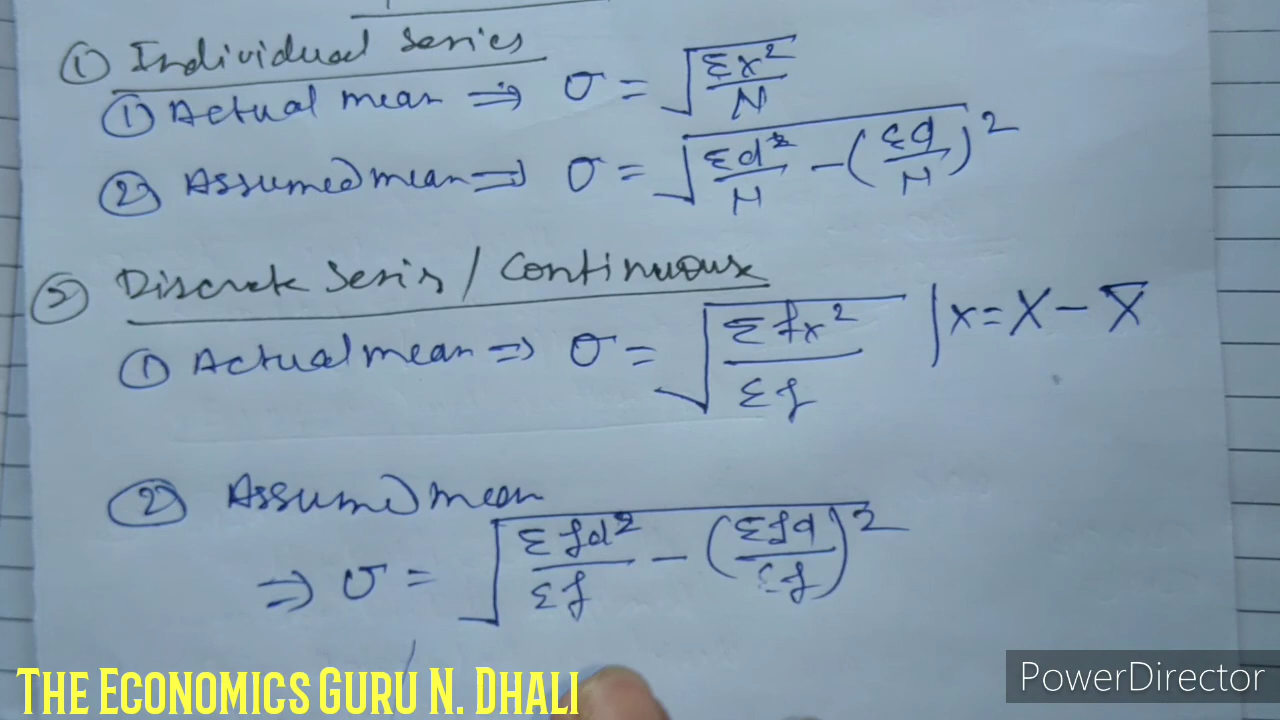 ① Individual Series
① Actual mean ⇒ σ = √(Σx²/N)
② Assumed mean ⇒ σ = √(Σd²/N − (Σd/N)²)
② Discrete Series / Continuous
① Actual mean ⇒ σ = √(Σfx²/Σf) | x = X − X̄
② Assumed mean
⇒ σ = √(Σfd²/Σf − (Σfd/Σf)²)
THE ECONOMICS GURU N. DHALI
PowerDirector